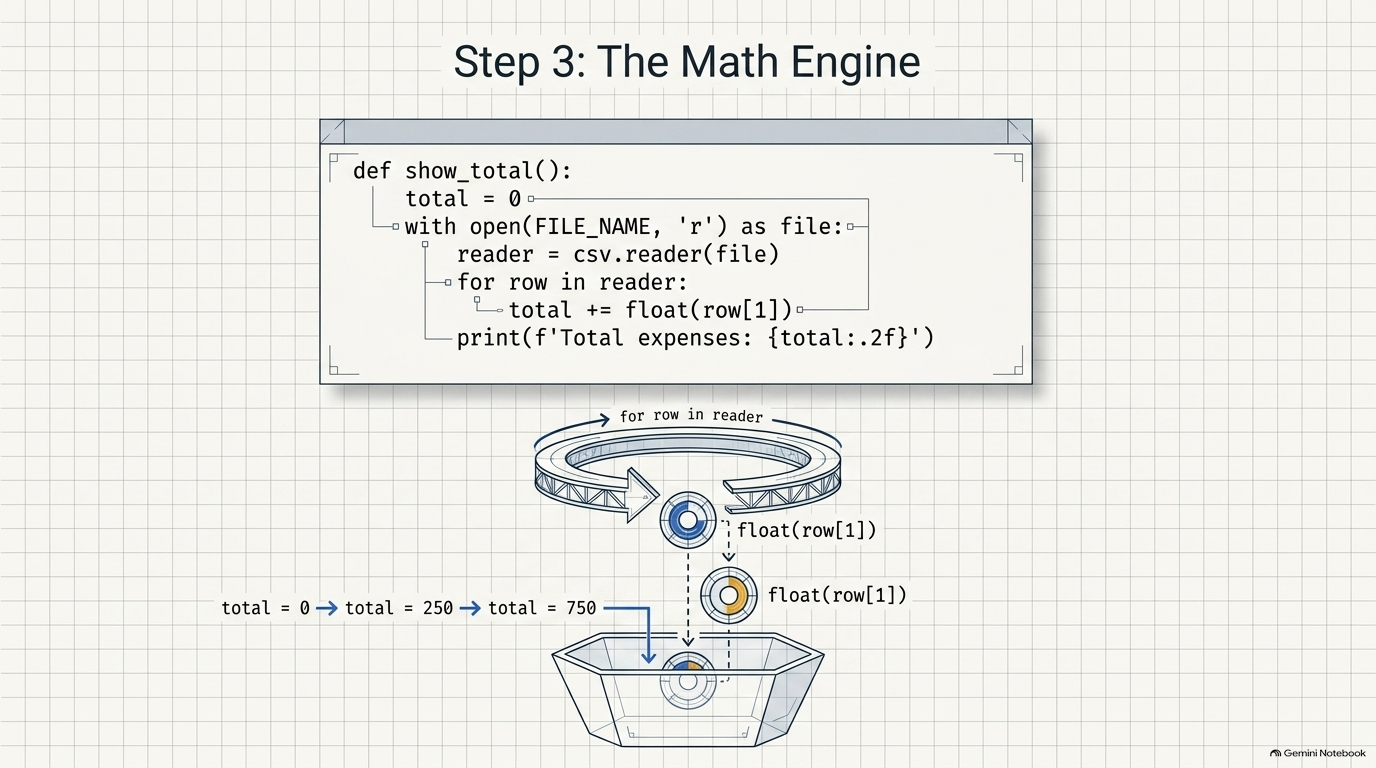 Step 3: The Math Engine
def show_total():
    total = 0
    with open(FILE_NAME, 'r') as file:
        reader = csv.reader(file)
        for row in reader:
            total += float(row[1])
        print(f'Total expenses: {total:.2f}')
for row in reader
float(row[1])
float(row[1])
total = 0 → total = 250 → total = 750
Gemini Notebook